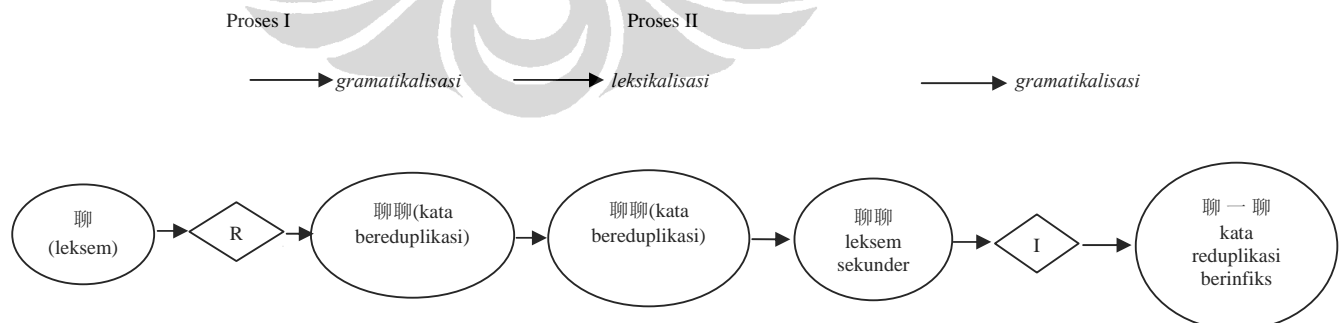 Proses I
Proses II
gramatikalisasi
leksikalisasi
gramatikalisasi
聊
(leksem)
R
聊聊(kata
bereduplikasi)
聊聊(kata
bereduplikasi)
聊聊
leksem
sekunder
I
聊 一 聊
kata
reduplikasi
berinfiks